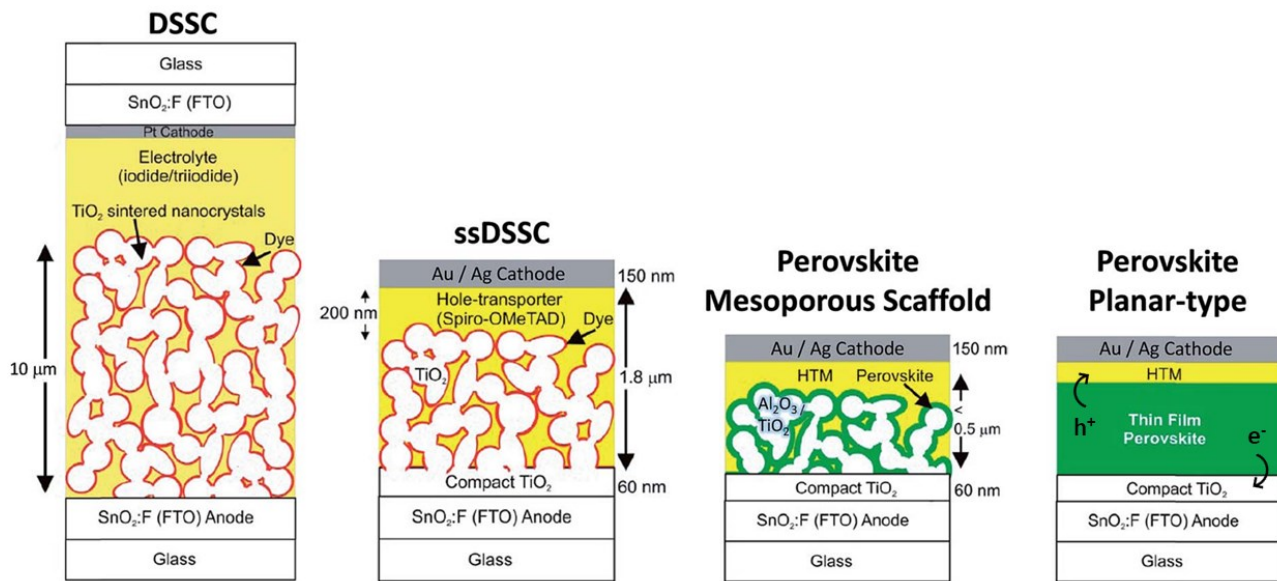 DSSC
Glass
SnO₂:F (FTO)
Pt Cathode
Electrolyte
(iodide/triiodide)
TiO₂ sintered nanocrystals
Dye
10 μm
SnO₂:F (FTO) Anode
Glass
ssDSSC
Au / Ag Cathode
150 nm
200 nm
Hole-transporter
(Spiro-OMeTAD)
Dye
TiO₂
1.8 μm
Compact TiO₂
60 nm
SnO₂:F (FTO) Anode
Glass
Perovskite
Mesoporous Scaffold
Au / Ag Cathode
150 nm
HTM
Perovskite
Al₂O₃/
TiO₂
<
0.5 μm
Compact TiO₂
60 nm
SnO₂:F (FTO) Anode
Glass
Perovskite
Planar-type
Au / Ag Cathode
HTM
h⁺
Thin Film
Perovskite
e⁻
Compact TiO₂
SnO₂:F (FTO) Anode
Glass